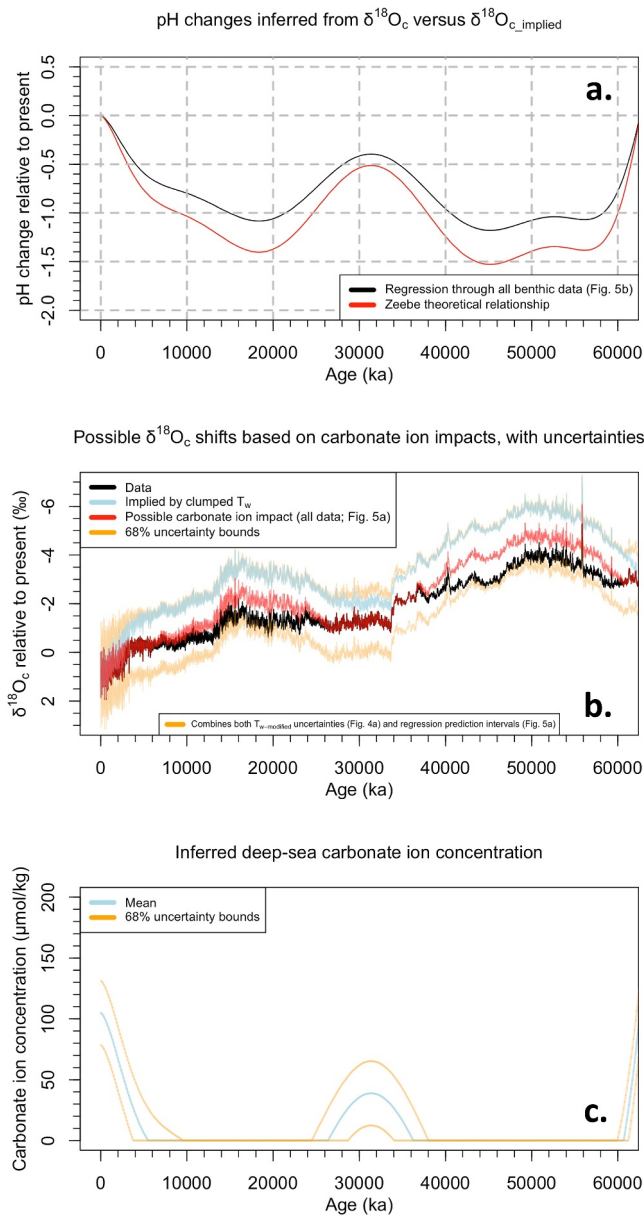 pH changes inferred from δ¹⁸Oc versus δ¹⁸Oc_implied
a.
pH change relative to present
0.5
0.0
-0.5
-1.0
-1.5
-2.0
Regression through all benthic data (Fig. 5b)
Zeebe theoretical relationship
0 10000 20000 30000 40000 50000 60000
Age (ka)
Possible δ¹⁸Oc shifts based on carbonate ion impacts, with uncertainties
Data
Implied by clumped Tw
Possible carbonate ion impact (all data; Fig. 5a)
68% uncertainty bounds
δ¹⁸Oc relative to present (‰)
-6
-4
-2
0
2
Combines both Tw-modified uncertainties (Fig. 4a) and regression prediction intervals (Fig. 5a)
b.
0 10000 20000 30000 40000 50000 60000
Age (ka)
Inferred deep-sea carbonate ion concentration
Mean
68% uncertainty bounds
Carbonate ion concentration (μmol/kg)
200
150
100
50
0
c.
0 10000 20000 30000 40000 50000 60000
Age (ka)